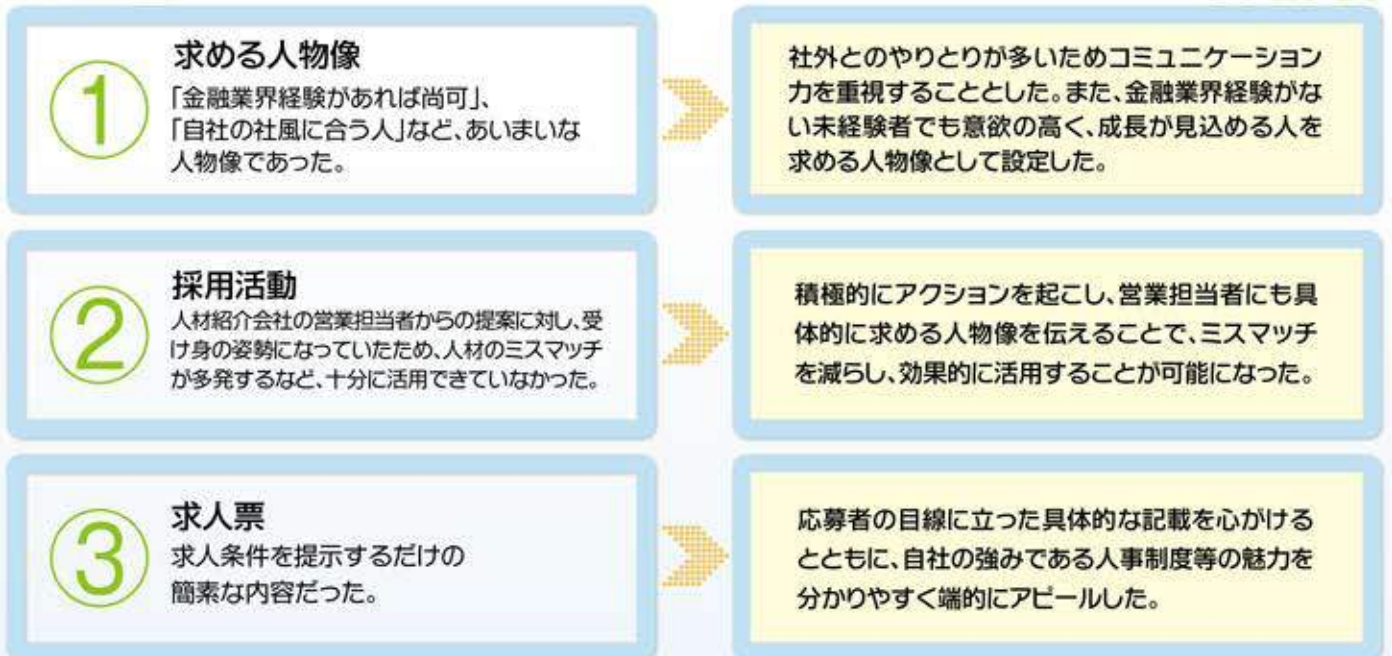 ①
求める人物像
「金融業界経験があれば尚可」、
「自社の社風に合う人」など、あいまいな
人物像であった。
社外とのやりとりが多いためコミュニケーション
力を重視することとした。また、金融業界経験がな
い未経験者でも意欲の高く、成長が見込める人を
求める人物像として設定した。
②
採用活動
人材紹介会社の営業担当者からの提案に対し、受
け身の姿勢になっていたため、人材のミスマッチ
が多発するなど、十分に活用できていなかった。
積極的にアクションを起こし、営業担当者にも具
体的に求める人物像を伝えることで、ミスマッチ
を減らし、効果的に活用することが可能になった。
③
求人票
求人条件を提示するだけの
簡素な内容だった。
応募者の目線に立った具体的な記載を心がける
とともに、自社の強みである人事制度等の魅力を
分かりやすく端的にアピールした。